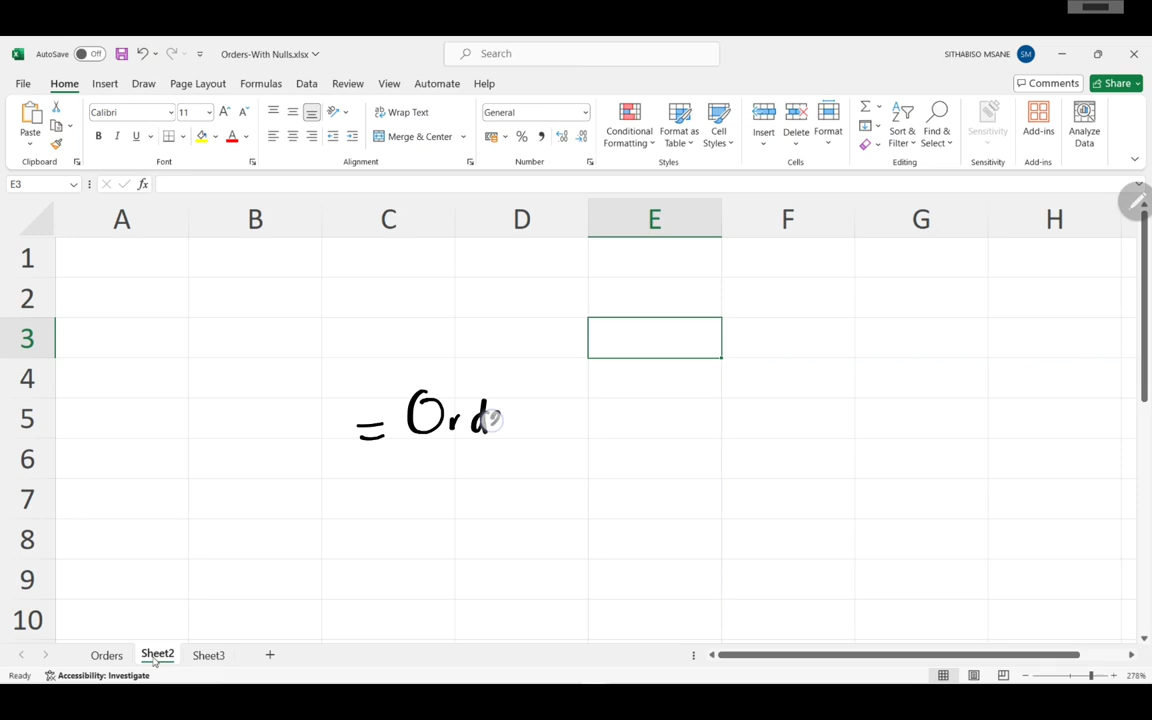 AutoSave Off Orders-With Nulls.xlsx Search SITHABISO MSANE SM
File Home Insert Draw Page Layout Formulas Data Review View Automate Help Comments Share
Paste Calibri 11 A A Wrap Text General Conditional Formatting Format as Table Cell Styles Insert Delete Format Sort & Filter Find & Select Sensitivity Add-ins Analyze Data
B I U A Merge & Center % 
Clipboard Font Alignment Number Styles Cells Editing Sensitivity Add-ins
E3 fx
A B C D E F G H
1
2
3
4
= Ord
5
6
7
8
9
10
Orders Sheet2 Sheet3 +
Ready Accessibility: Investigate 278%